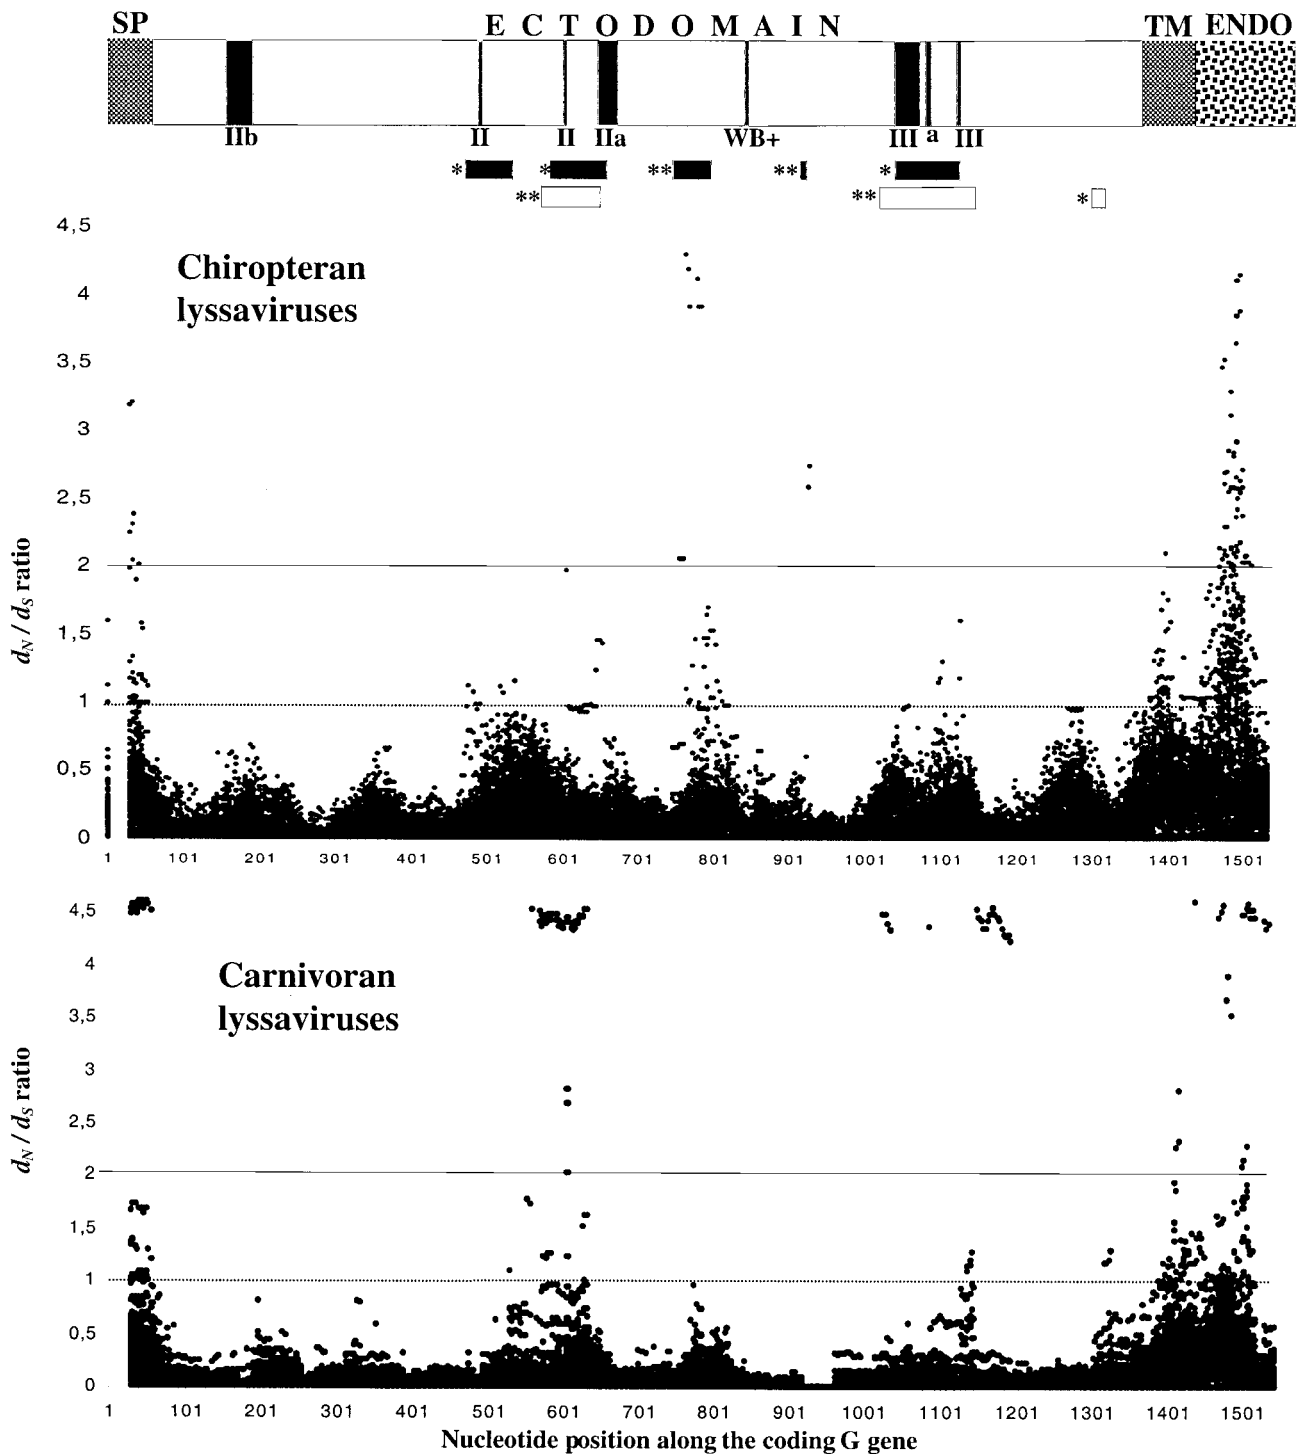 SP E C T O D O M A I N TM ENDO
IIb II II IIa WB+ III a III
* * ** ** *
** ** *
4,5
Chiropteran
lyssaviruses
4
3,5
3
2,5
2
1,5
1
0,5
0
dN / dS ratio
1 101 201 301 401 501 601 701 801 901 1001 1101 1201 1301 1401 1501
4,5
Carnivoran
lyssaviruses
4
3,5
3
2,5
2
1,5
1
0,5
0
dN / dS ratio
1 101 201 301 401 501 601 701 801 901 1001 1101 1201 1301 1401 1501
Nucleotide position along the coding G gene